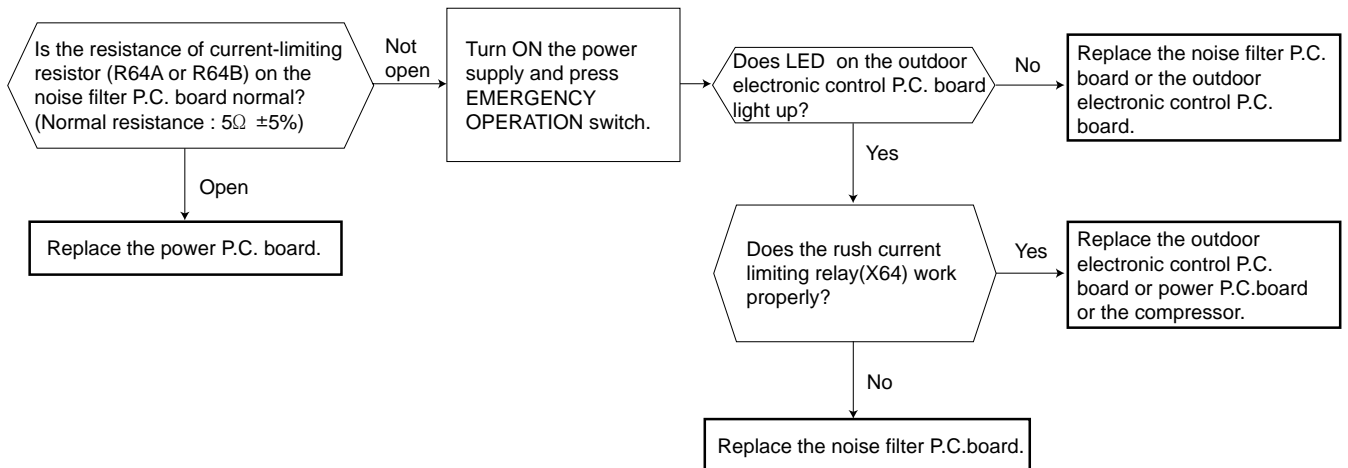 Is the resistance of current-limiting
resistor (R64A or R64B) on the
noise filter P.C. board normal?
(Normal resistance : 5Ω ±5%)
Not
open
Turn ON the power
supply and press
EMERGENCY
OPERATION switch.
Does LED on the outdoor
electronic control P.C. board
light up?
No
Replace the noise filter P.C.
board or the outdoor
electronic control P.C.
board.
Open
Replace the power P.C. board.
Yes
Does the rush current
limiting relay(X64) work
properly?
Yes
Replace the outdoor
electronic control P.C.
board or power P.C.board
or the compressor.
No
Replace the noise filter P.C.board.